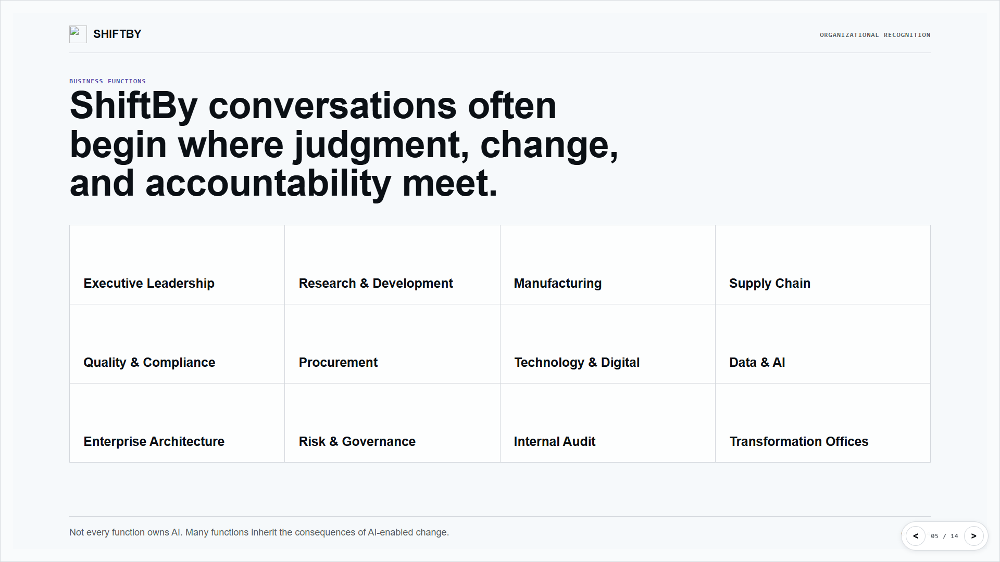 SHIFTBY
ORGANIZATIONAL RECOGNITION
BUSINESS FUNCTIONS
ShiftBy conversations often
begin where judgment, change,
and accountability meet.
Executive Leadership
Research & Development
Manufacturing
Supply Chain
Quality & Compliance
Procurement
Technology & Digital
Data & AI
Enterprise Architecture
Risk & Governance
Internal Audit
Transformation Offices
Not every function owns AI. Many functions inherit the consequences of AI-enabled change.
< 05 / 14 >